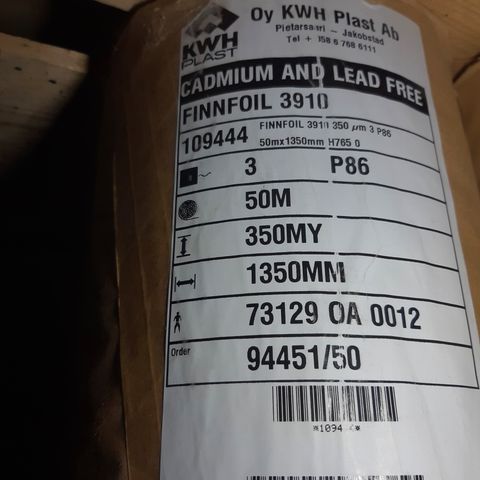 KWH
PLAST
Oy KWH Plast Ab
Pietarsaari – Jakobstad
Tel + 358 6 768 6111
CADMIUM AND LEAD FREE
FINNFOIL 3910
109444 FINNFOIL 3910 350 µm 3 P86
50mx1350mm H765 0
3 P86
50M
350MY
1350MM
73129 OA 0012
Order 94451/50